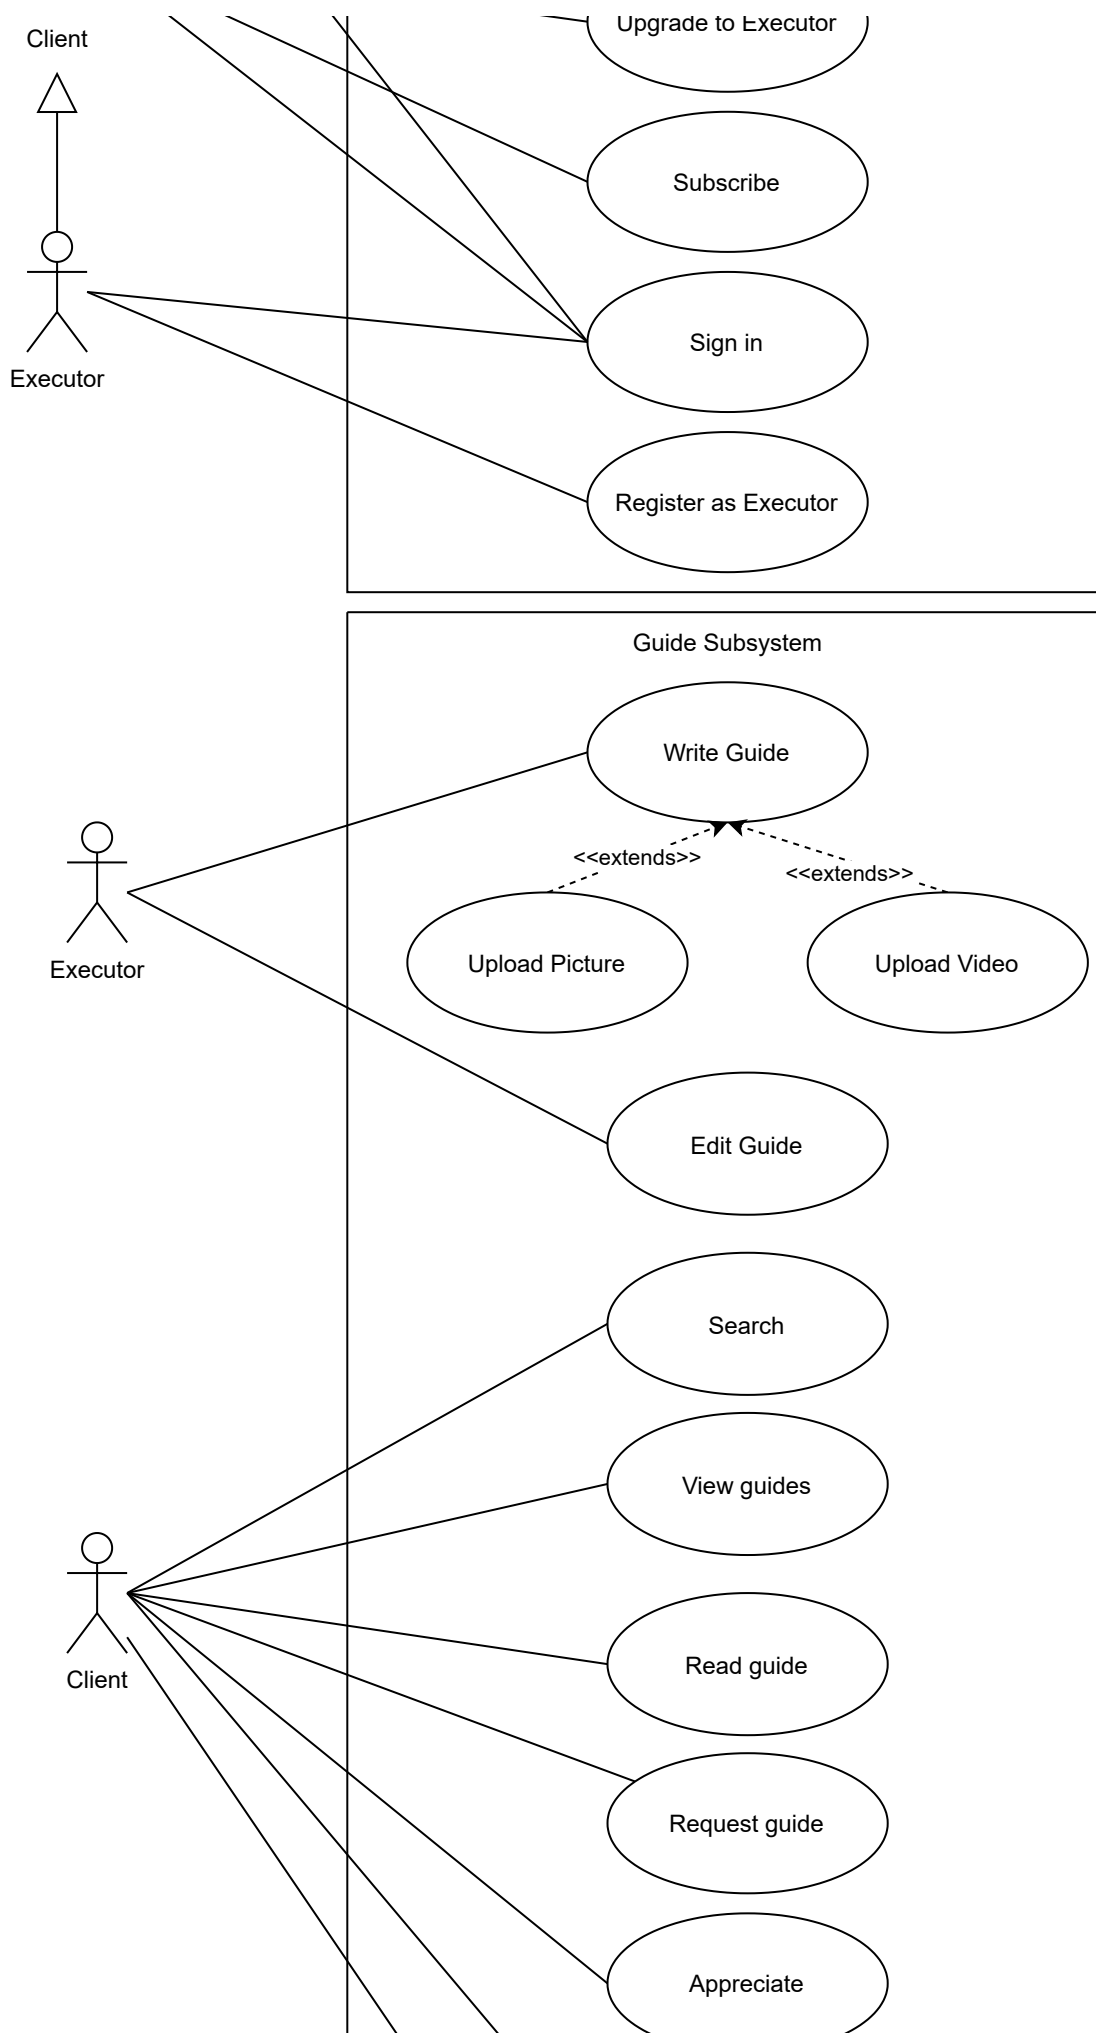 Upgrade to Executor
Client
Subscribe
Sign in
Executor
Register as Executor
Guide Subsystem
Write Guide
<<extends>>
<<extends>>
Executor
Upload Picture
Upload Video
Edit Guide
Search
View guides
Read guide
Client
Request guide
Appreciate